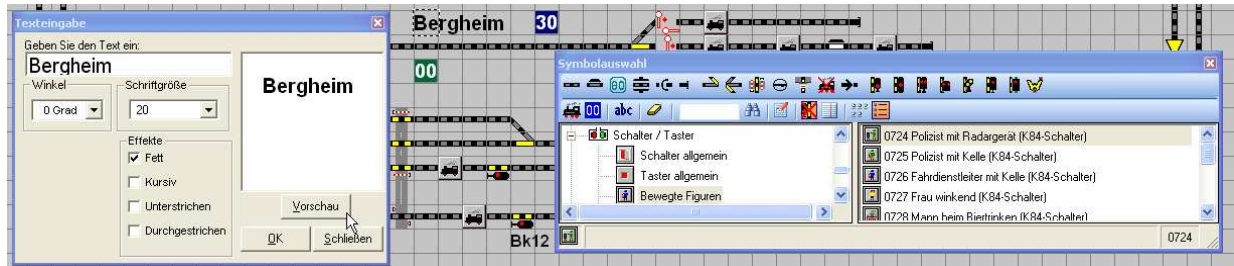 Texteingabe
Geben Sie den Text ein:
Bergheim
Winkel
0 Grad
Schriftgröße
20
Effekte
Fett
Kursiv
Unterstrichen
Durchgestrichen
Bergheim
Vorschau
OK
Schließen
Bergheim
30
00
Bk12
Symbolauswahl
80
00
abc
Schalter / Taster
Schalter allgemein
Taster allgemein
Bewegte Figuren
0724 Polizist mit Radargerät (K84-Schalter)
0725 Polizist mit Kelle (K84-Schalter)
0726 Fahrdienstleiter mit Kelle (K84-Schalter)
0727 Frau winkend (K84-Schalter)
0728 Mann beim Biertrinken (K84-Schalter)
0724